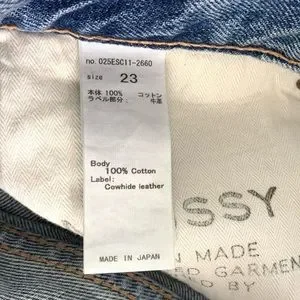 no. 025ESC11-2660
size 23
本体 100% コットン
ラベル部分: 牛革
Body
100% Cotton
Label:
Cowhide leather
MADE IN JAPAN
SSY
N MADE
ED GARMEN
D BY